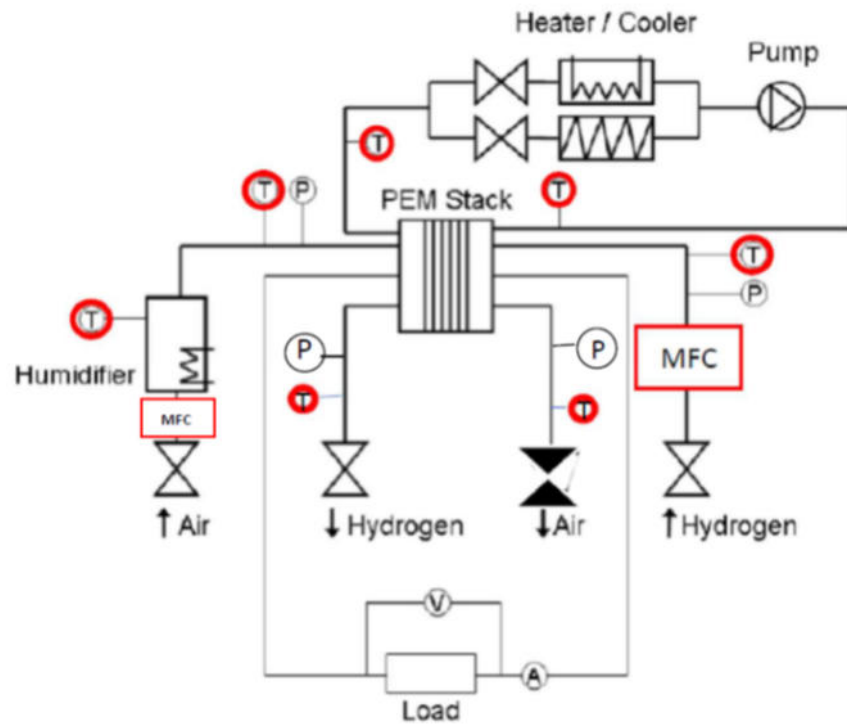 Heater / Cooler
Pump
T
T P
T
PEM Stack
T
T
P
P
P
MFC
Humidifier
MFC
T
T
↑ Air
↓ Hydrogen
↓ Air
↑ Hydrogen
V
A
Load